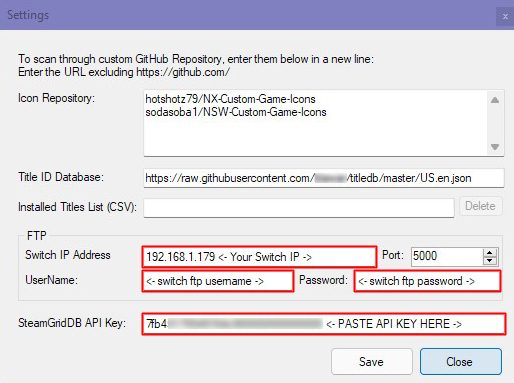 Settings
To scan through custom GitHub Repository, enter them below in a new line:
Enter the URL excluding https://github.com/
Icon Repository:
hotshotz79/NX-Custom-Game-Icons
sodasoba1/NSW-Custom-Game-Icons
Title ID Database:
https://raw.githubusercontent.com/ /titledb/master/US.en.json
Installed Titles List (CSV):
Delete
FTP
Switch IP Address
192.168.1.179 <- Your Switch IP ->
Port:
5000
UserName:
<- switch ftp username ->
Password:
<- switch ftp password ->
SteamGridDB API Key:
7fb4 <- PASTE API KEY HERE ->
Save
Close